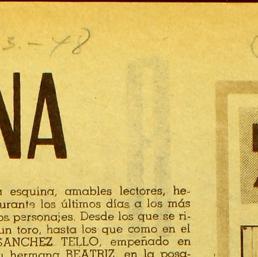 3.-48
NA
a esquina, amables lectores, he-
urante los últimos días a los más
os personajes. Desde los que se ri-
un toro, hasta los que como en el
SANCHEZ TELLO, empeñado en
hermana BEATRIZ, en la posa-